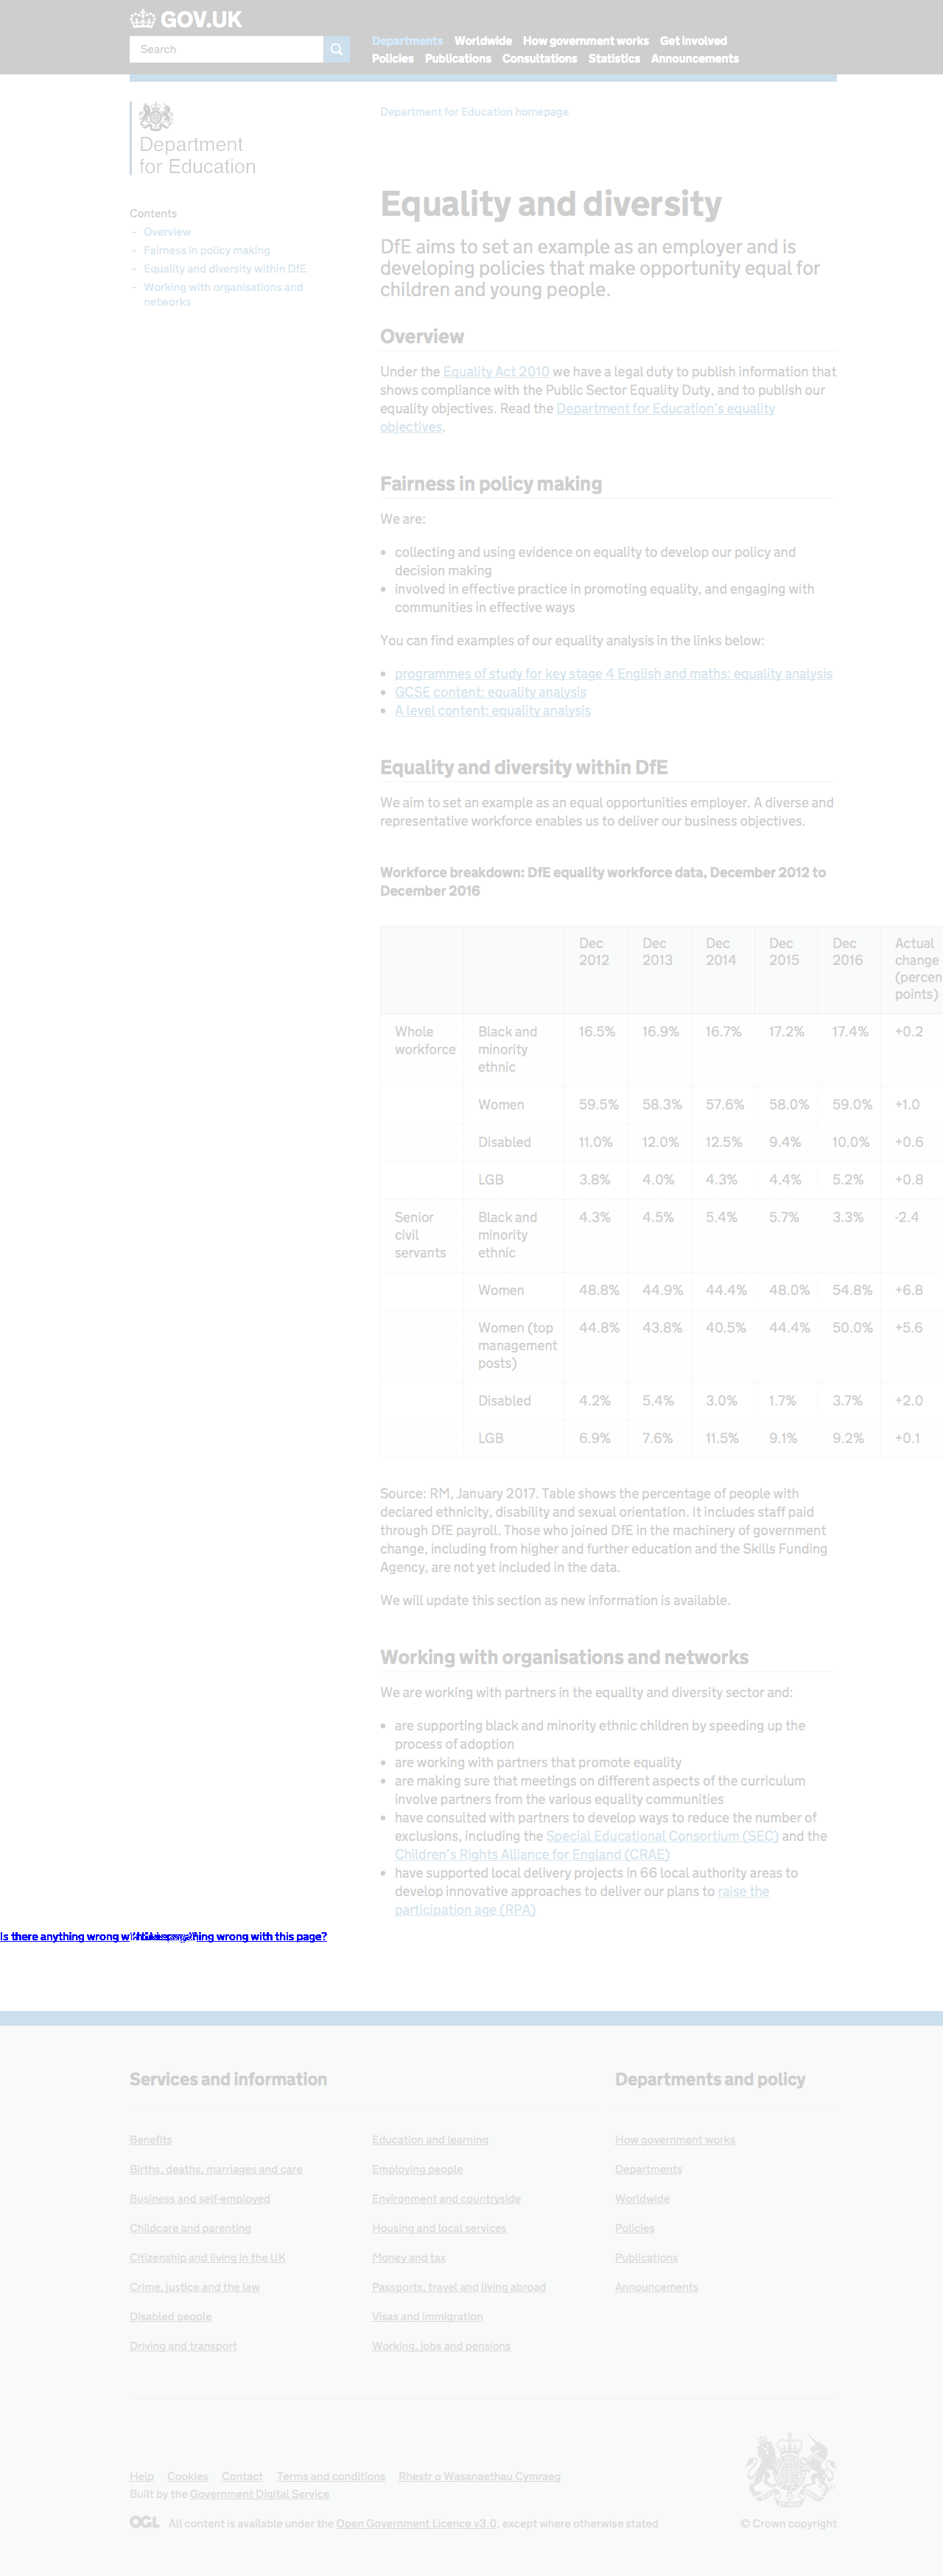 GOV.UK
Search
Departments Worldwide How government works Get involved
Policies Publications Consultations Statistics Announcements
Department
for Education
Department for Education homepage
Contents
- Overview
- Fairness in policy making
- Equality and diversity within DfE
- Working with organisations and
networks
Equality and diversity
DfE aims to set an example as an employer and is
developing policies that make opportunity equal for
children and young people.
Overview
Under the Equality Act 2010 we have a legal duty to publish information that
shows compliance with the Public Sector Equality Duty, and to publish our
equality objectives. Read the Department for Education's equality
objectives.
Fairness in policy making
We are:
• collecting and using evidence on equality to develop our policy and
decision making
• involved in effective practice in promoting equality, and engaging with
communities in effective ways
You can find examples of our equality analysis in the links below:
• programmes of study for key stage 4 English and maths: equality analysis
• GCSE content: equality analysis
• A level content: equality analysis
Equality and diversity within DfE
We aim to set an example as an equal opportunities employer. A diverse and
representative workforce enables us to deliver our business objectives.
Workforce breakdown: DfE equality workforce data, December 2012 to
December 2016
Dec Dec Dec Dec Dec Actual
2012 2013 2014 2015 2016 change
(percen
points)
Whole Black and 16.5% 16.9% 16.7% 17.2% 17.4% +0.2
workforce minority
ethnic
Women 59.5% 58.3% 57.6% 58.0% 59.0% +1.0
Disabled 11.0% 12.0% 12.5% 9.4% 10.0% +0.6
LGB 3.8% 4.0% 4.3% 4.4% 5.2% +0.8
Senior Black and 4.3% 4.5% 5.4% 5.7% 3.3% -2.4
civil minority
servants ethnic
Women 48.8% 44.9% 44.4% 48.0% 54.8% +6.8
Women (top 44.8% 43.8% 40.5% 44.4% 50.0% +5.6
management
posts)
Disabled 4.2% 5.4% 3.0% 1.7% 3.7% +2.0
LGB 6.9% 7.6% 11.5% 9.1% 9.2% +0.1
Source: RM, January 2017. Table shows the percentage of people with
declared ethnicity, disability and sexual orientation. It includes staff paid
through DfE payroll. Those who joined DfE in the machinery of government
change, including from higher and further education and the Skills Funding
Agency, are not yet included in the data.
We will update this section as new information is available.
Working with organisations and networks
We are working with partners in the equality and diversity sector and:
• are supporting black and minority ethnic children by speeding up the
process of adoption
• are working with partners that promote equality
• are making sure that meetings on different aspects of the curriculum
involve partners from the various equality communities
• have consulted with partners to develop ways to reduce the number of
exclusions, including the Special Educational Consortium (SEC) and the
Children's Rights Alliance for England (CRAE)
• have supported local delivery projects in 66 local authority areas to
develop innovative approaches to deliver our plans to raise the
participation age (RPA)
Is there anything wrong wrong with this page?
Services and information Departments and policy
Benefits Education and learning How government works
Births, deaths, marriages and care Employing people Departments
Business and self-employed Environment and countryside Worldwide
Childcare and parenting Housing and local services Policies
Citizenship and living in the UK Money and tax Publications
Crime, justice and the law Passports, travel and living abroad Announcements
Disabled people Visas and immigration
Driving and transport Working, jobs and pensions
Help Cookies Contact Terms and conditions Rhestr o Wasanaethau Cymraeg
Built by the Government Digital Service
OGL All content is available under the Open Government Licence v3.0, except where otherwise stated
© Crown copyright